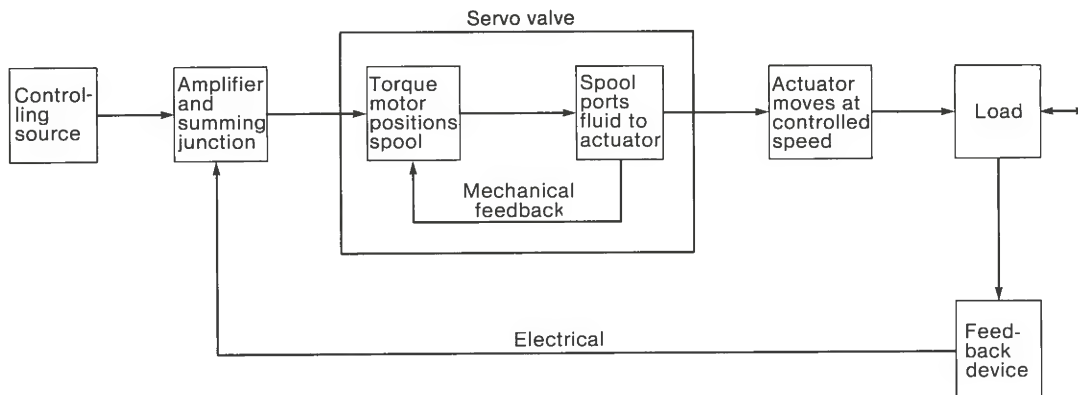 Servo valve
Control-
ling
source
Amplifier
and
summing
junction
Torque
motor
positions
spool
Spool
ports
fluid to
actuator
Actuator
moves at
controlled
speed
Load
Mechanical
feedback
Electrical
Feed-
back
device